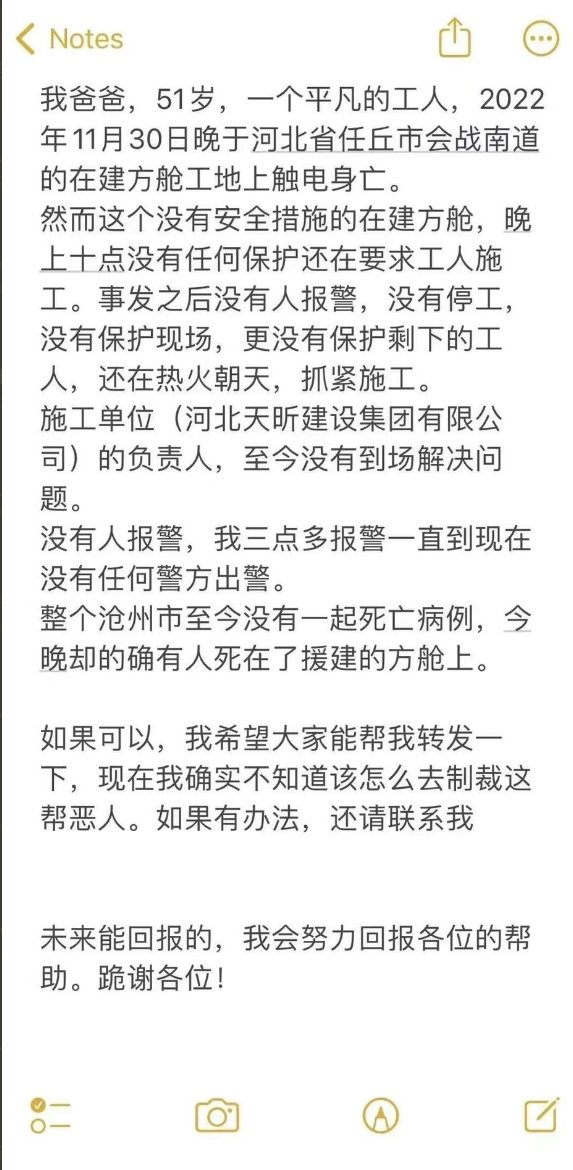 Notes
我爸爸，51岁，一个平凡的工人，2022
年11月30日晚于河北省任丘市会战南道
的在建方舱工地上触电身亡。
然而这个没有安全措施的在建方舱，晚
上十点没有任何保护还在要求工人施
工。事发之后没有人报警，没有停工，
没有保护现场，更没有保护剩下的工
人，还在热火朝天，抓紧施工。
施工单位（河北天昕建设集团有限公
司）的负责人，至今没有到场解决问
题。
没有人报警，我三点多报警一直到现在
没有任何警方出警。
整个沧州市至今没有一起死亡病例，今
晚却的确有人死在了援建的方舱上。
如果可以，我希望大家能帮我转发一
下，现在我确实不知道该怎么去制裁这
帮恶人。如果有办法，还请联系我
未来能回报的，我会努力回报各位的帮
助。跪谢各位！